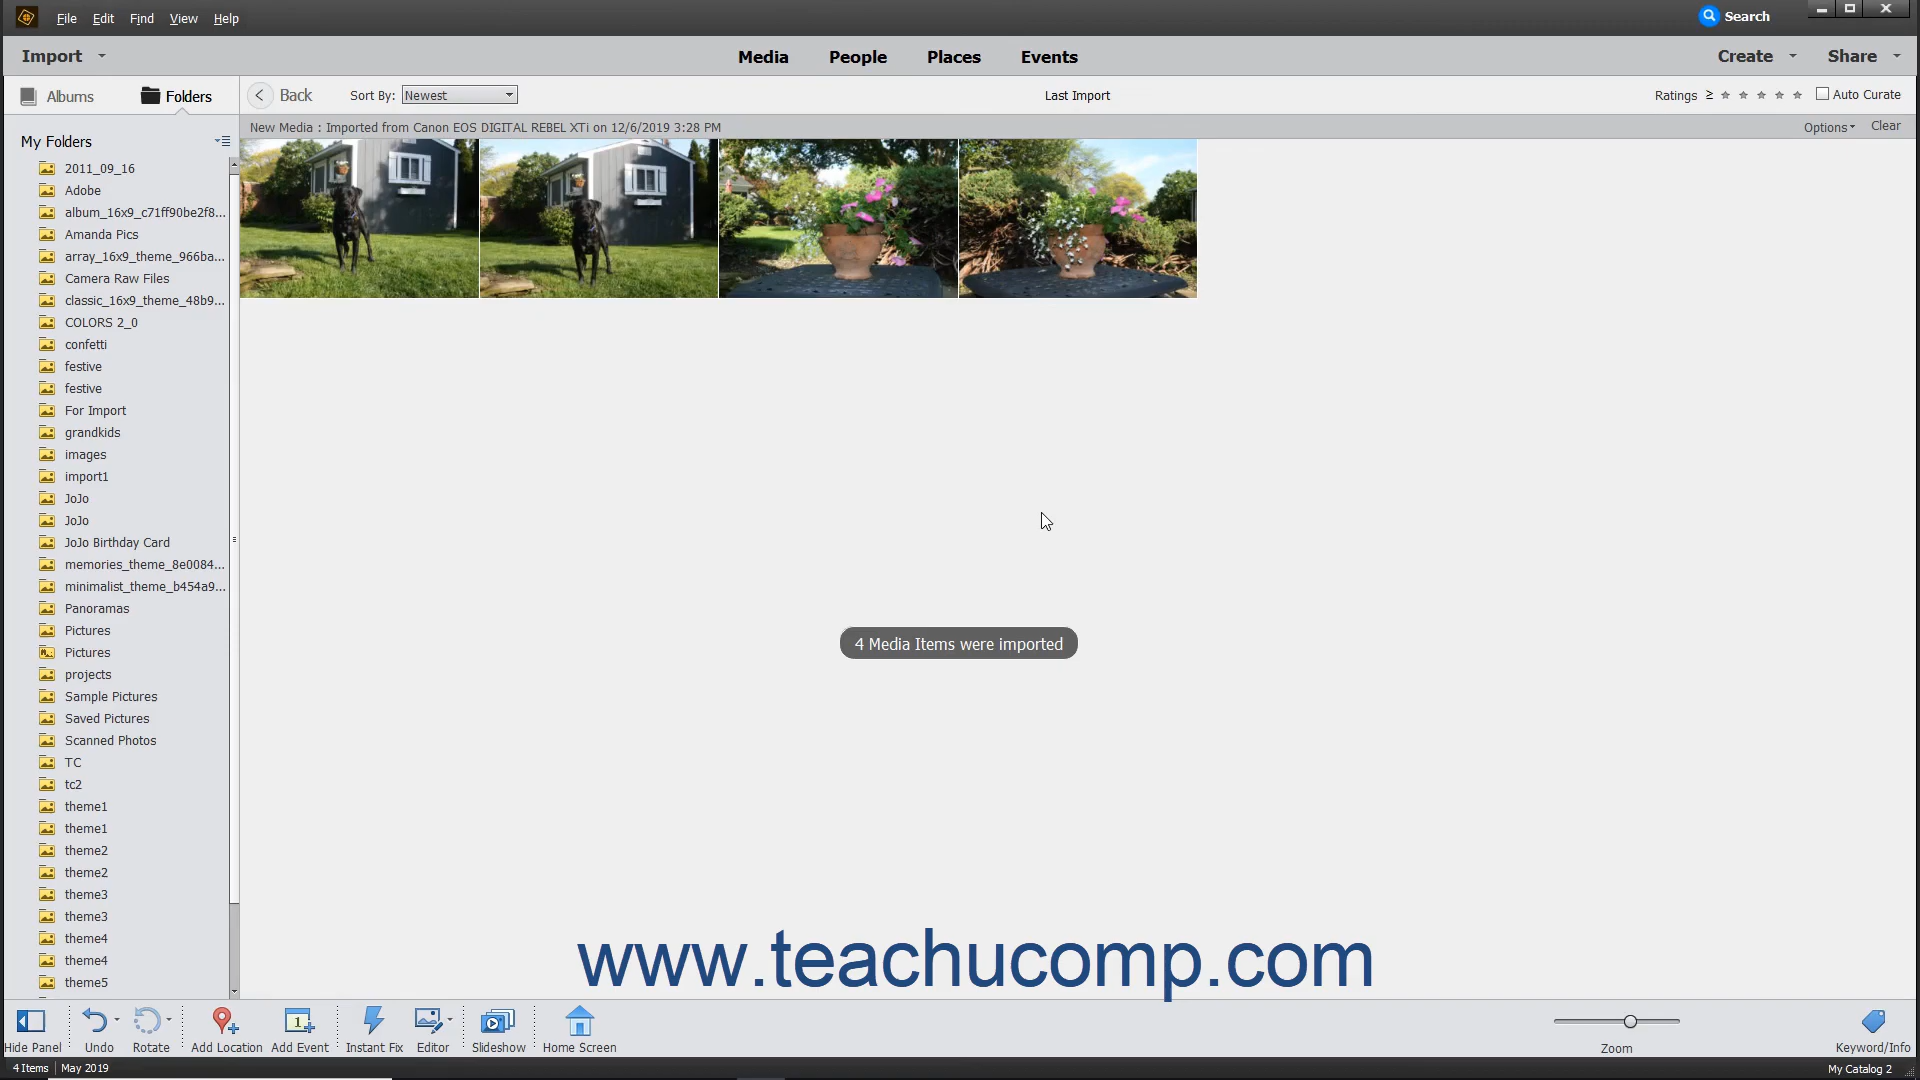 File Edit Find View Help
Search
Import
Media People Places Events
Create Share
Albums Folders
Back Sort By: Newest
Last Import
Ratings ≥ Auto Curate
My Folders
New Media : Imported from Canon EOS DIGITAL REBEL XTi on 12/6/2019 3:28 PM
Options Clear
2011_09_16
Adobe
album_16x9_c71ff90be2f8...
Amanda Pics
array_16x9_theme_966ba...
Camera Raw Files
classic_16x9_theme_48b9...
COLORS 2_0
confetti
festive
festive
For Import
grandkids
images
import1
JoJo
JoJo
JoJo Birthday Card
memories_theme_8e0084...
minimalist_theme_b454a9...
Panoramas
Pictures
Pictures
projects
Sample Pictures
Saved Pictures
Scanned Photos
TC
tc2
theme1
theme1
theme2
theme2
theme3
theme3
theme4
theme4
theme5
4 Media Items were imported
www.teachucomp.com
Hide Panel Undo Rotate Add Location Add Event Instant Fix Editor Slideshow Home Screen
Zoom Keyword/Info
4 Items May 2019
My Catalog 2